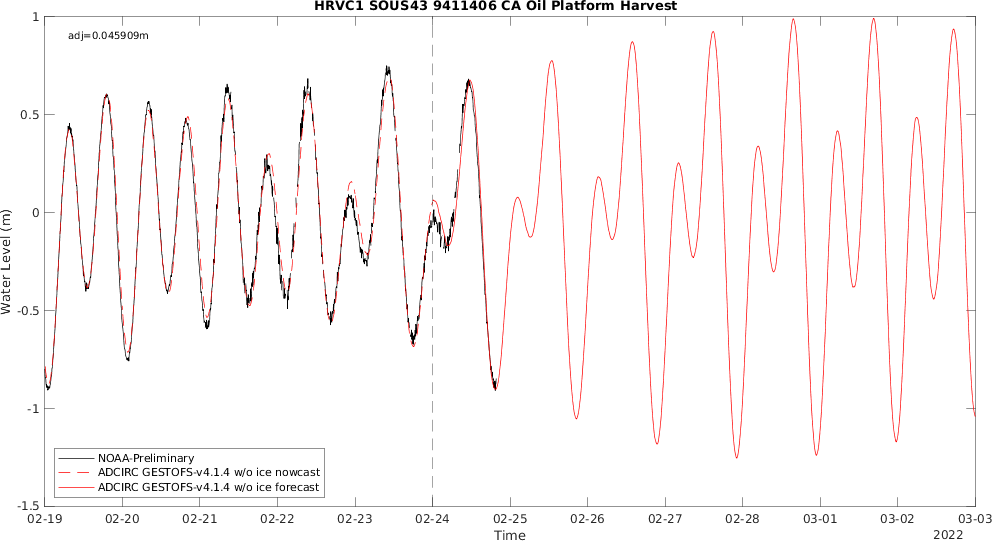 HRVC1 SOUS43 9411406 CA Oil Platform Harvest
adj=0.045909m
1
0.5
0
-0.5
-1
-1.5
Water Level (m)
NOAA-Preliminary
ADCIRC GESTOFS-v4.1.4 w/o ice nowcast
ADCIRC GESTOFS-v4.1.4 w/o ice forecast
02-19 02-20 02-21 02-22 02-23 02-24 02-25 02-26 02-27 02-28 03-01 03-02 03-03
Time
2022